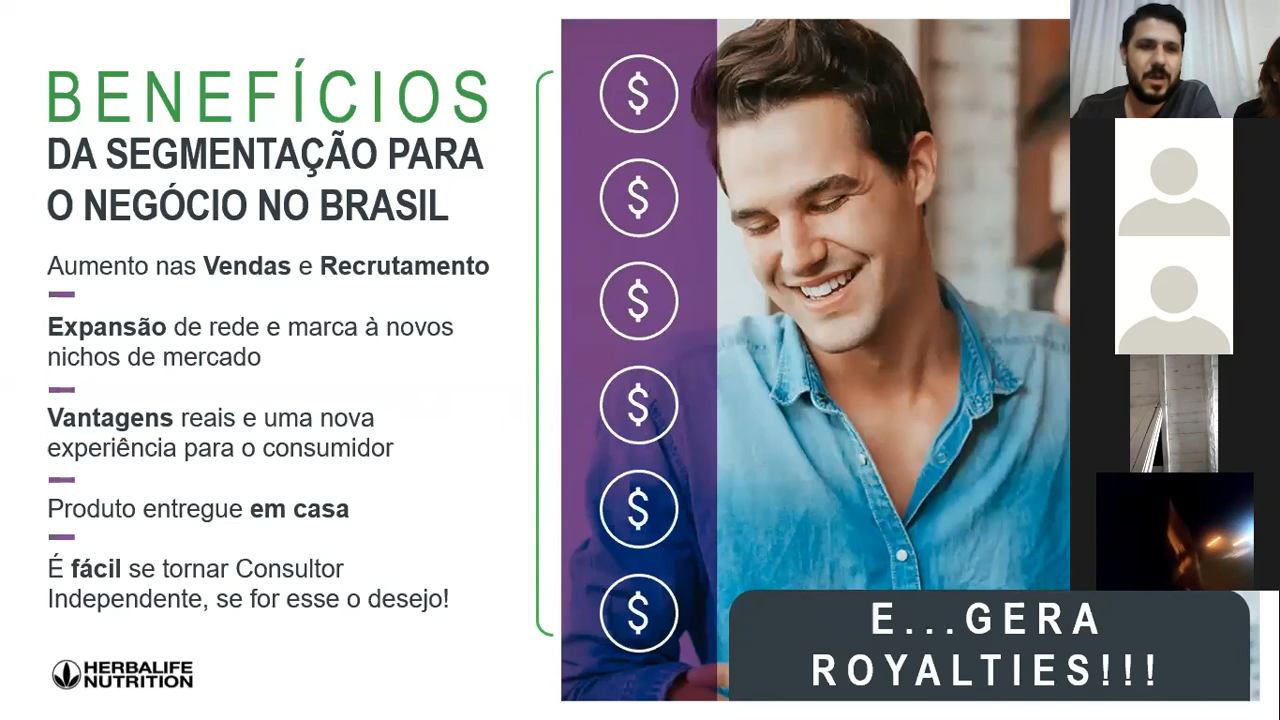 BENEFÍCIOS
DA SEGMENTAÇÃO PARA
O NEGÓCIO NO BRASIL
Aumento nas Vendas e Recrutamento
Expansão de rede e marca à novos
nichos de mercado
Vantagens reais e uma nova
experiência para o consumidor
Produto entregue em casa
É fácil se tornar Consultor
Independente, se for esse o desejo!
HERBALIFE
NUTRITION
$
$
$
$
$
$
E...GERA
ROYALTIES!!!